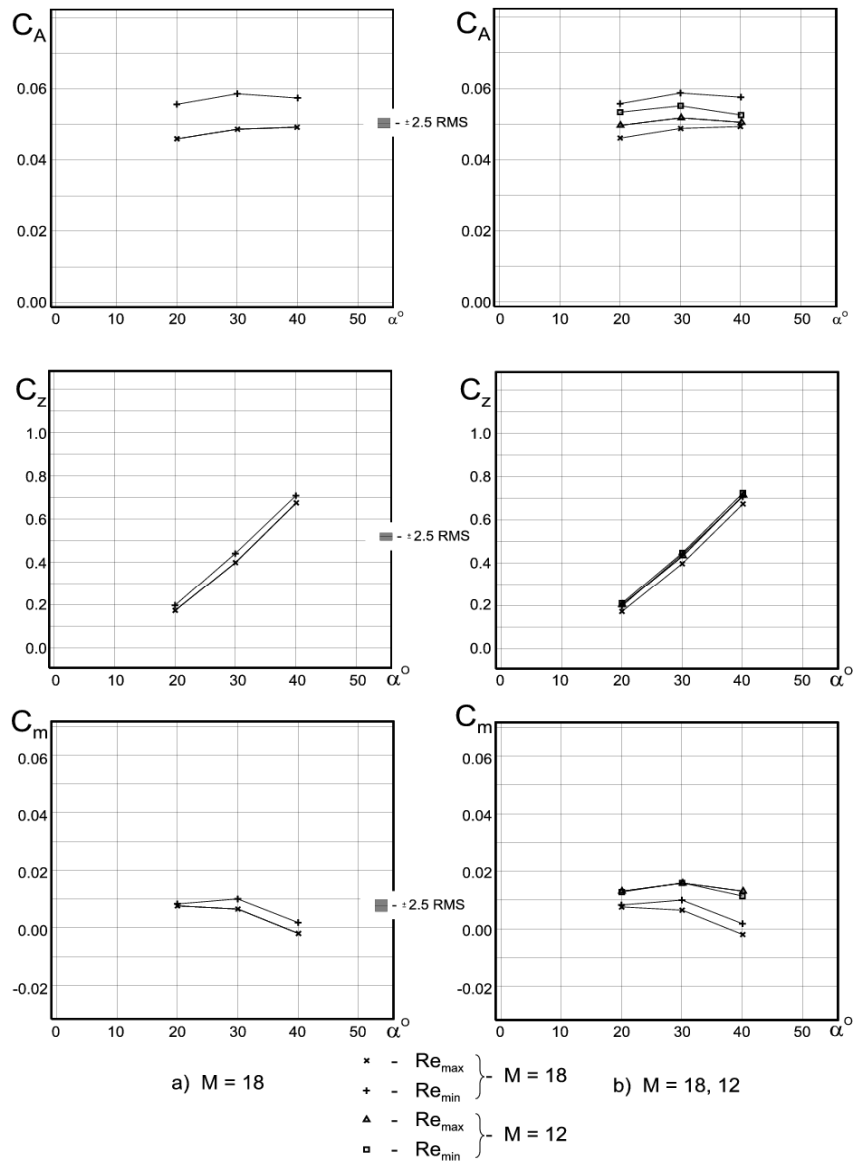 C_A
0.06
0.04
0.02
0.00
0 10 20 30 40 50 α°
- ±2.5 RMS
C_A
0.06
0.04
0.02
0.00
0 10 20 30 40 50 α°
C_z
1.0
0.8
0.6
0.4
0.2
0.0
0 10 20 30 40 50 α°
- ±2.5 RMS
C_z
1.0
0.8
0.6
0.4
0.2
0.0
0 10 20 30 40 50 α°
C_m
0.06
0.04
0.02
0.00
-0.02
0 10 20 30 40 50 α°
- ±2.5 RMS
C_m
0.06
0.04
0.02
0.00
-0.02
0 10 20 30 40 50 α°
a) M = 18
× - Re_max
+ - Re_min
} - M = 18
△ - Re_max
□ - Re_min
} - M = 12
b) M = 18, 12